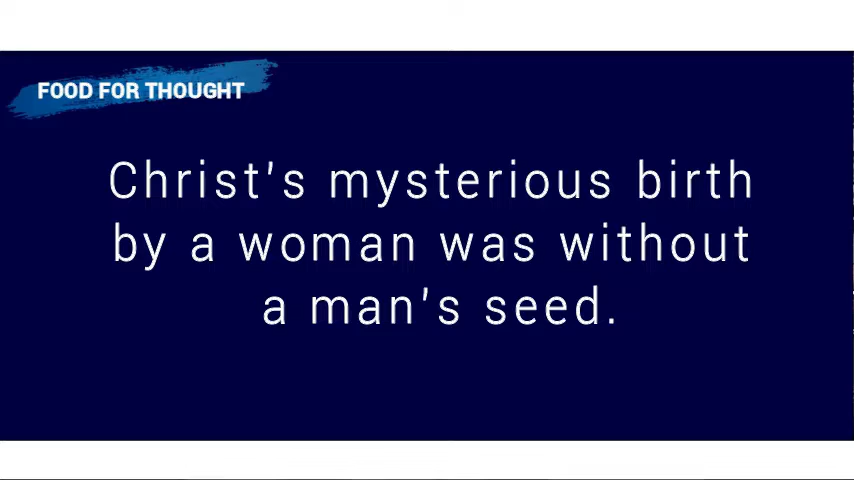 FOOD FOR THOUGHT
Christ's mysterious birth
by a woman was without
a man's seed.